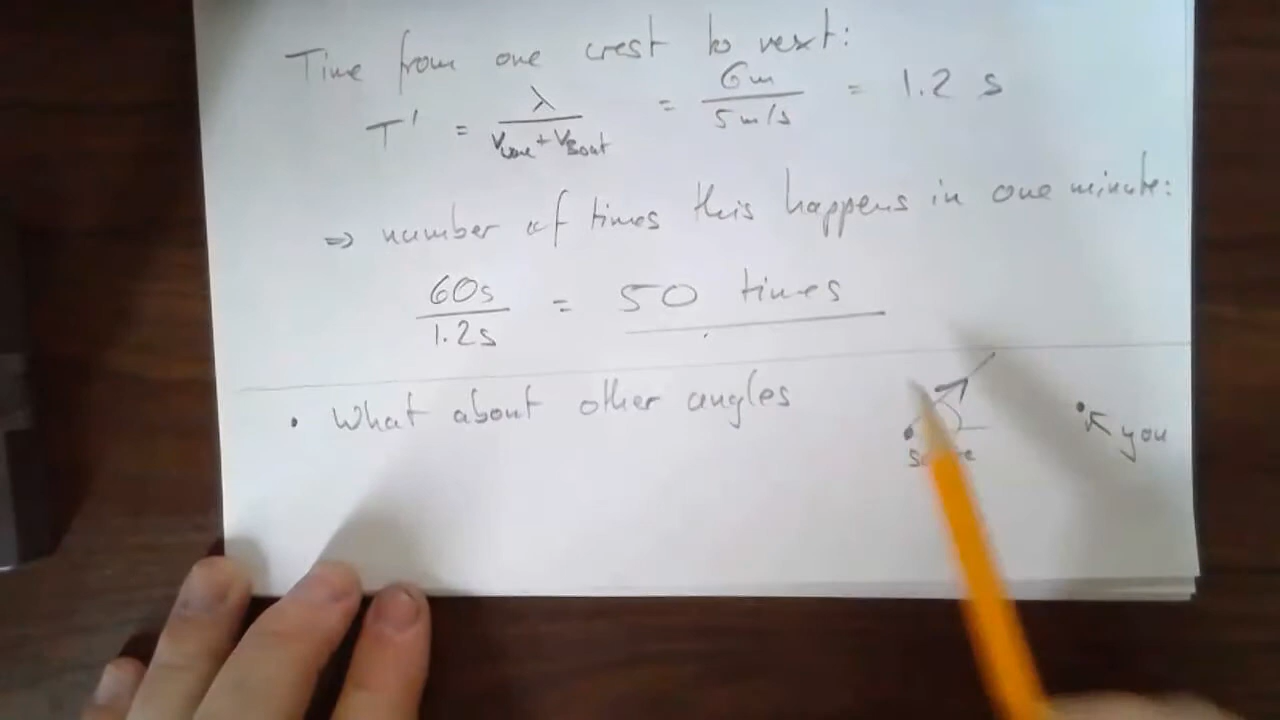 Time from one crest to next:
T' = λ / (v_wave + v_Boat) = 6m / 5m/s = 1.2 s
⇒ number of times this happens in one minute:
60s / 1.2s = 50 times
• What about other angles
you